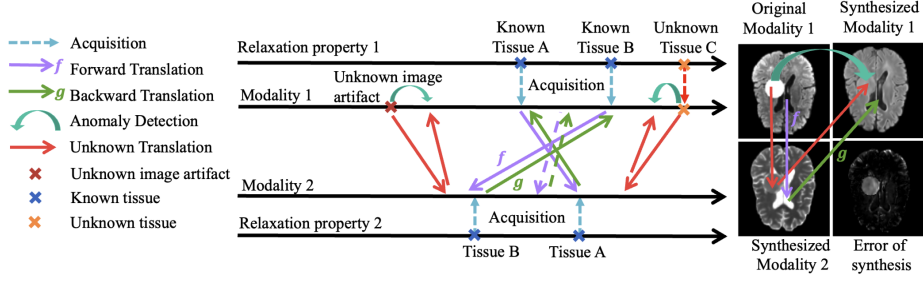 Acquisition
f Forward Translation
g Backward Translation
Anomaly Detection
Unknown Translation
Unknown image artifact
Known tissue
Unknown tissue
Known
Tissue A
Known
Tissue B
Unknown
Tissue C
Relaxation property 1
Acquisition
Unknown image
artifact
Modality 1
f
g
Modality 2
Acquisition
Relaxation property 2
Tissue B
Tissue A
Original
Modality 1
Synthesized
Modality 1
f
g
Synthesized
Modality 2
Error of
synthesis